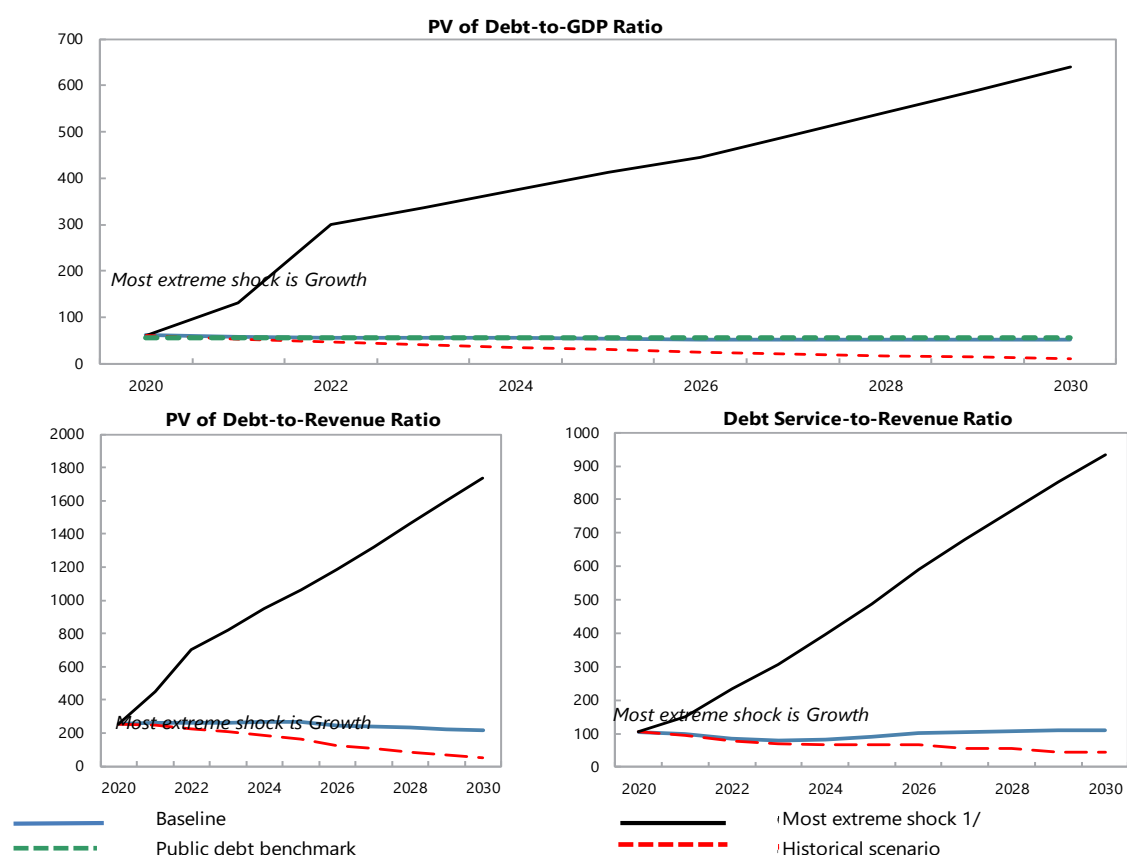 PV of Debt-to-GDP Ratio
700
600
500
400
300
200
100
0
Most extreme shock is Growth
2020 2022 2024 2026 2028 2030
PV of Debt-to-Revenue Ratio
2000
1800
1600
1400
1200
1000
800
600
400
200
0
Most extreme shock is Growth
2020 2022 2024 2026 2028 2030
Debt Service-to-Revenue Ratio
1000
900
800
700
600
500
400
300
200
100
0
Most extreme shock is Growth
2020 2022 2024 2026 2028 2030
Baseline
Public debt benchmark
Most extreme shock 1/
Historical scenario